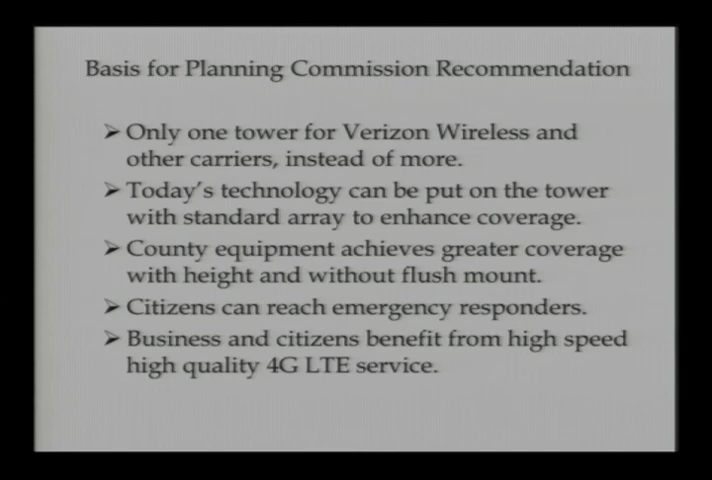 Basis for Planning Commission Recommendation
➢ Only one tower for Verizon Wireless and
other carriers, instead of more.
➢ Today's technology can be put on the tower
with standard array to enhance coverage.
➢ County equipment achieves greater coverage
with height and without flush mount.
➢ Citizens can reach emergency responders.
➢ Business and citizens benefit from high speed
high quality 4G LTE service.